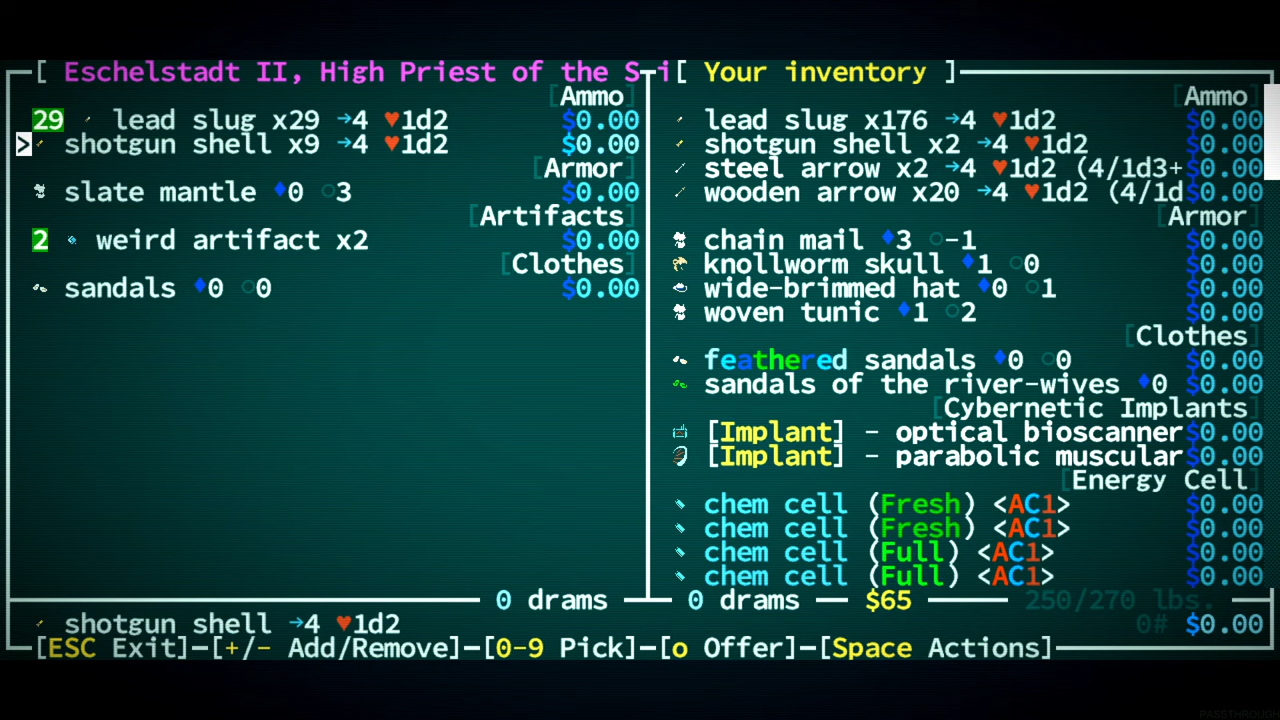 [ Eschelstadt II, High Priest of the S i
[Ammo]
29 lead slug x29 →4 ♥1d2 $0.00
> shotgun shell x9 →4 ♥1d2 $0.00
[Armor]
slate mantle ♦0 ○3 $0.00
[Artifacts]
2 weird artifact x2 $0.00
[Clothes]
sandals ♦0 ○0 $0.00
0 drams
[ Your inventory ]
[Ammo]
lead slug x176 →4 ♥1d2 $0.00
shotgun shell x2 →4 ♥1d2 $0.00
steel arrow x2 →4 ♥1d2 (4/1d3+ $0.00
wooden arrow x20 →4 ♥1d2 (4/1d $0.00
[Armor]
chain mail ♦3 ○-1 $0.00
knollworm skull ♦1 ○0 $0.00
wide-brimmed hat ♦0 ○1 $0.00
woven tunic ♦1 ○2 $0.00
[Clothes]
feathered sandals ♦0 ○0 $0.00
sandals of the river-wives ♦0 $0.00
[Cybernetic Implants]
[Implant] - optical bioscanner $0.00
[Implant] - parabolic muscular $0.00
[Energy Cell]
chem cell (Fresh) <AC1> $0.00
chem cell (Fresh) <AC1> $0.00
chem cell (Full) <AC1> $0.00
chem cell (Full) <AC1> $0.00
0 drams — $65 250/270 lbs.
shotgun shell →4 ♥1d2 0# $0.00
[ESC Exit]-[+/- Add/Remove]-[0-9 Pick]-[o Offer]-[Space Actions]